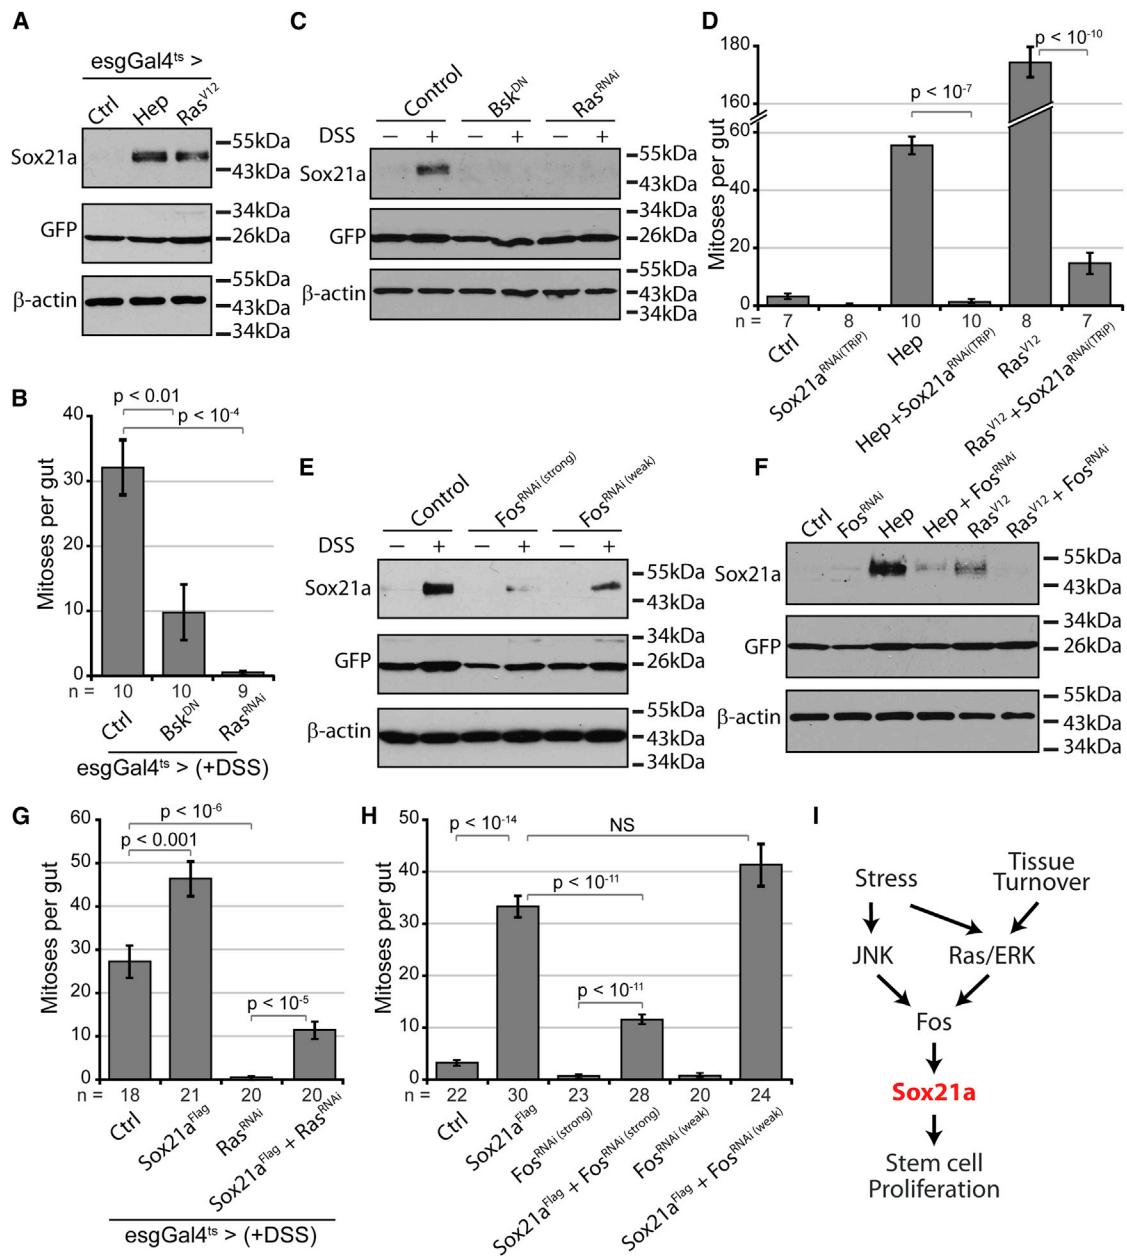 A
esgGal4ts >
Ctrl
Hep
RasV12
Sox21a
55kDa
43kDa
GFP
34kDa
26kDa
β-actin
55kDa
43kDa
34kDa
B
Mitoses per gut
p < 0.01
p < 10-4
40
30
20
10
0
n = 10 10 9
Ctrl
BskDN
RasRNAi
esgGal4ts > (+DSS)
C
Control
BskDN
RasRNAi
DSS − + − + − +
Sox21a
55kDa
43kDa
GFP
34kDa
26kDa
β-actin
55kDa
43kDa
34kDa
D
Mitoses per gut
p < 10-7
p < 10-10
180
160
60
40
20
0
n = 7 8 10 10 8 7
Ctrl
Sox21aRNAi(TRiP)
Hep
Hep+Sox21aRNAi(TRiP)
RasV12
RasV12+Sox21aRNAi(TRiP)
E
Control
FosRNAi (strong)
FosRNAi (weak)
DSS − + − + − +
Sox21a
55kDa
43kDa
GFP
34kDa
26kDa
β-actin
55kDa
43kDa
34kDa
F
Ctrl
FosRNAi
Hep
Hep + FosRNAi
RasV12
RasV12 + FosRNAi
Sox21a
55kDa
43kDa
GFP
34kDa
26kDa
β-actin
55kDa
43kDa
34kDa
G
Mitoses per gut
p < 10-6
p < 0.001
p < 10-5
60
50
40
30
20
10
0
n = 18 21 20 20
Ctrl
Sox21aFlag
RasRNAi
Sox21aFlag + RasRNAi
esgGal4ts > (+DSS)
H
Mitoses per gut
p < 10-14
NS
p < 10-11
p < 10-11
50
40
30
20
10
0
n = 22 30 23 28 20 24
Ctrl
Sox21aFlag
FosRNAi (strong)
Sox21aFlag + FosRNAi (strong)
FosRNAi (weak)
Sox21aFlag + FosRNAi (weak)
I
Stress
Tissue
Turnover
JNK
Ras/ERK
Fos
Sox21a
Stem cell
Proliferation